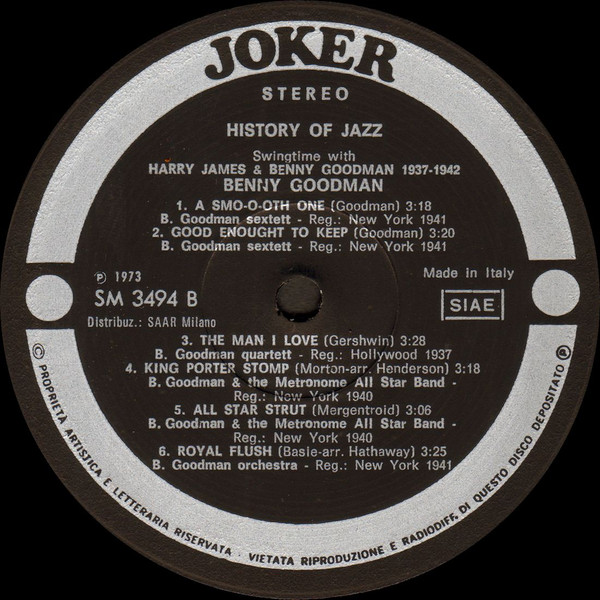 JOKER
STEREO
HISTORY OF JAZZ
Swingtime with
HARRY JAMES & BENNY GOODMAN 1937-1942
BENNY GOODMAN
1. A SMO-O-OTH ONE (Goodman) 3:18
B. Goodman sextett - Reg.: New York 1941
2. GOOD ENOUGHT TO KEEP (Goodman) 3:20
B. Goodman sextett - Reg.: New York 1941
℗ 1973
SM 3494 B
Distribuz.: SAAR Milano
Made in Italy
SIAE
3. THE MAN I LOVE (Gershwin) 3:28
B. Goodman quartett - Reg.: Hollywood 1937
4. KING PORTER STOMP (Morton-arr. Henderson) 3:18
B. Goodman & the Metronome All Star Band -
Reg.: New York 1940
5. ALL STAR STRUT (Mergentroid) 3:06
B. Goodman & the Metronome All Star Band -
Reg.: New York 1940
6. ROYAL FLUSH (Basie-arr. Hathaway) 3:25
B. Goodman orchestra - Reg.: New York 1941
© PROPRIETÀ ARTISTICA E LETTERARIA RISERVATA · VIETATA RIPRODUZIONE E RADIODIFF. DI QUESTO DISCO DEPOSITATO ℗